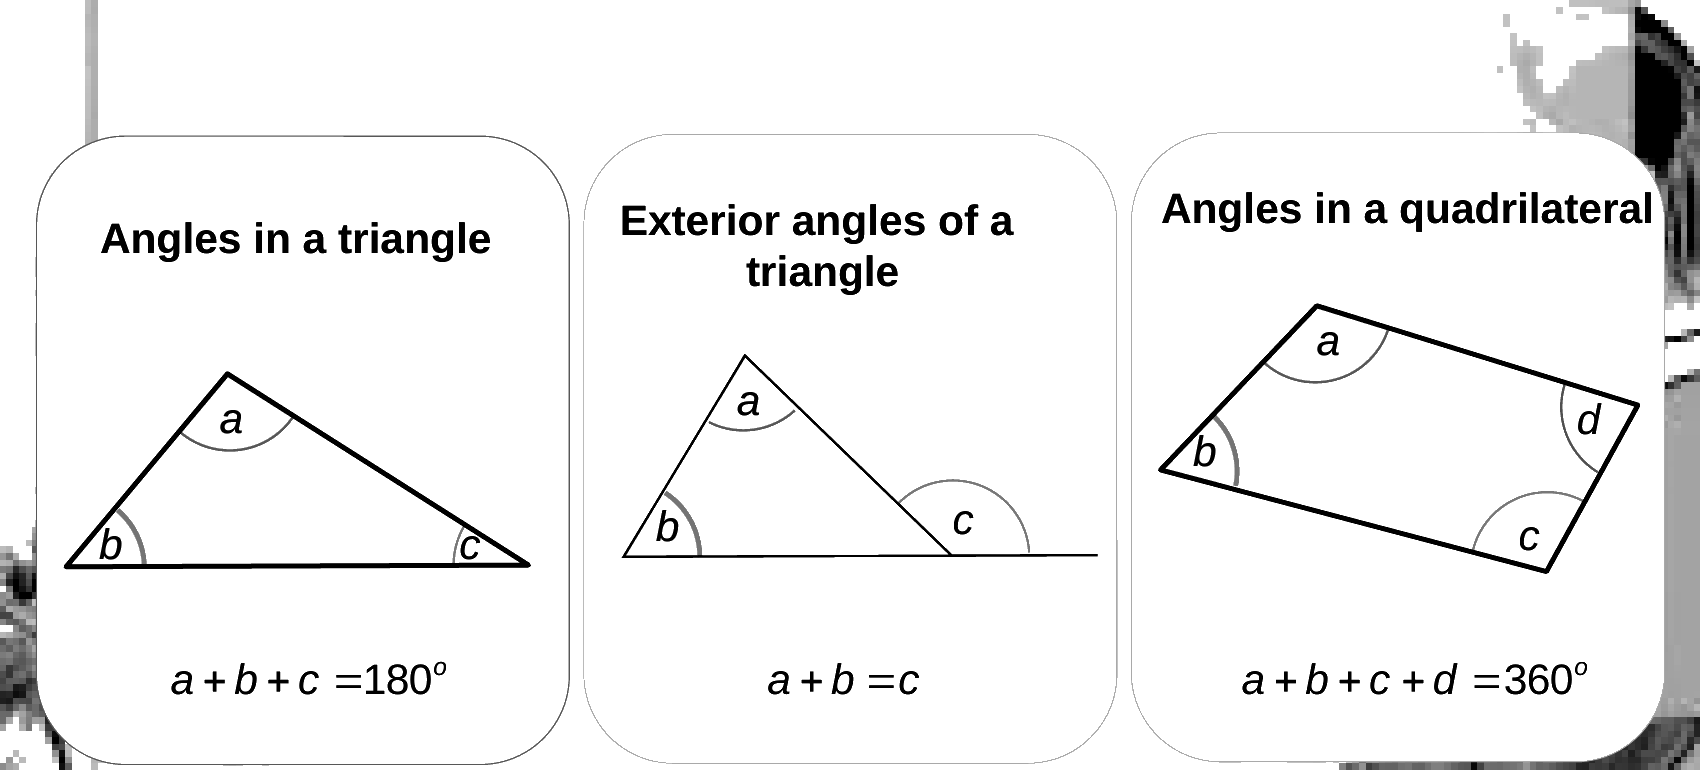 Angles in a triangle
a
b
c
a + b + c =180°
Exterior angles of a
triangle
a
b
c
a + b =c
Angles in a quadrilateral
a
d
b
c
a + b + c + d =360°